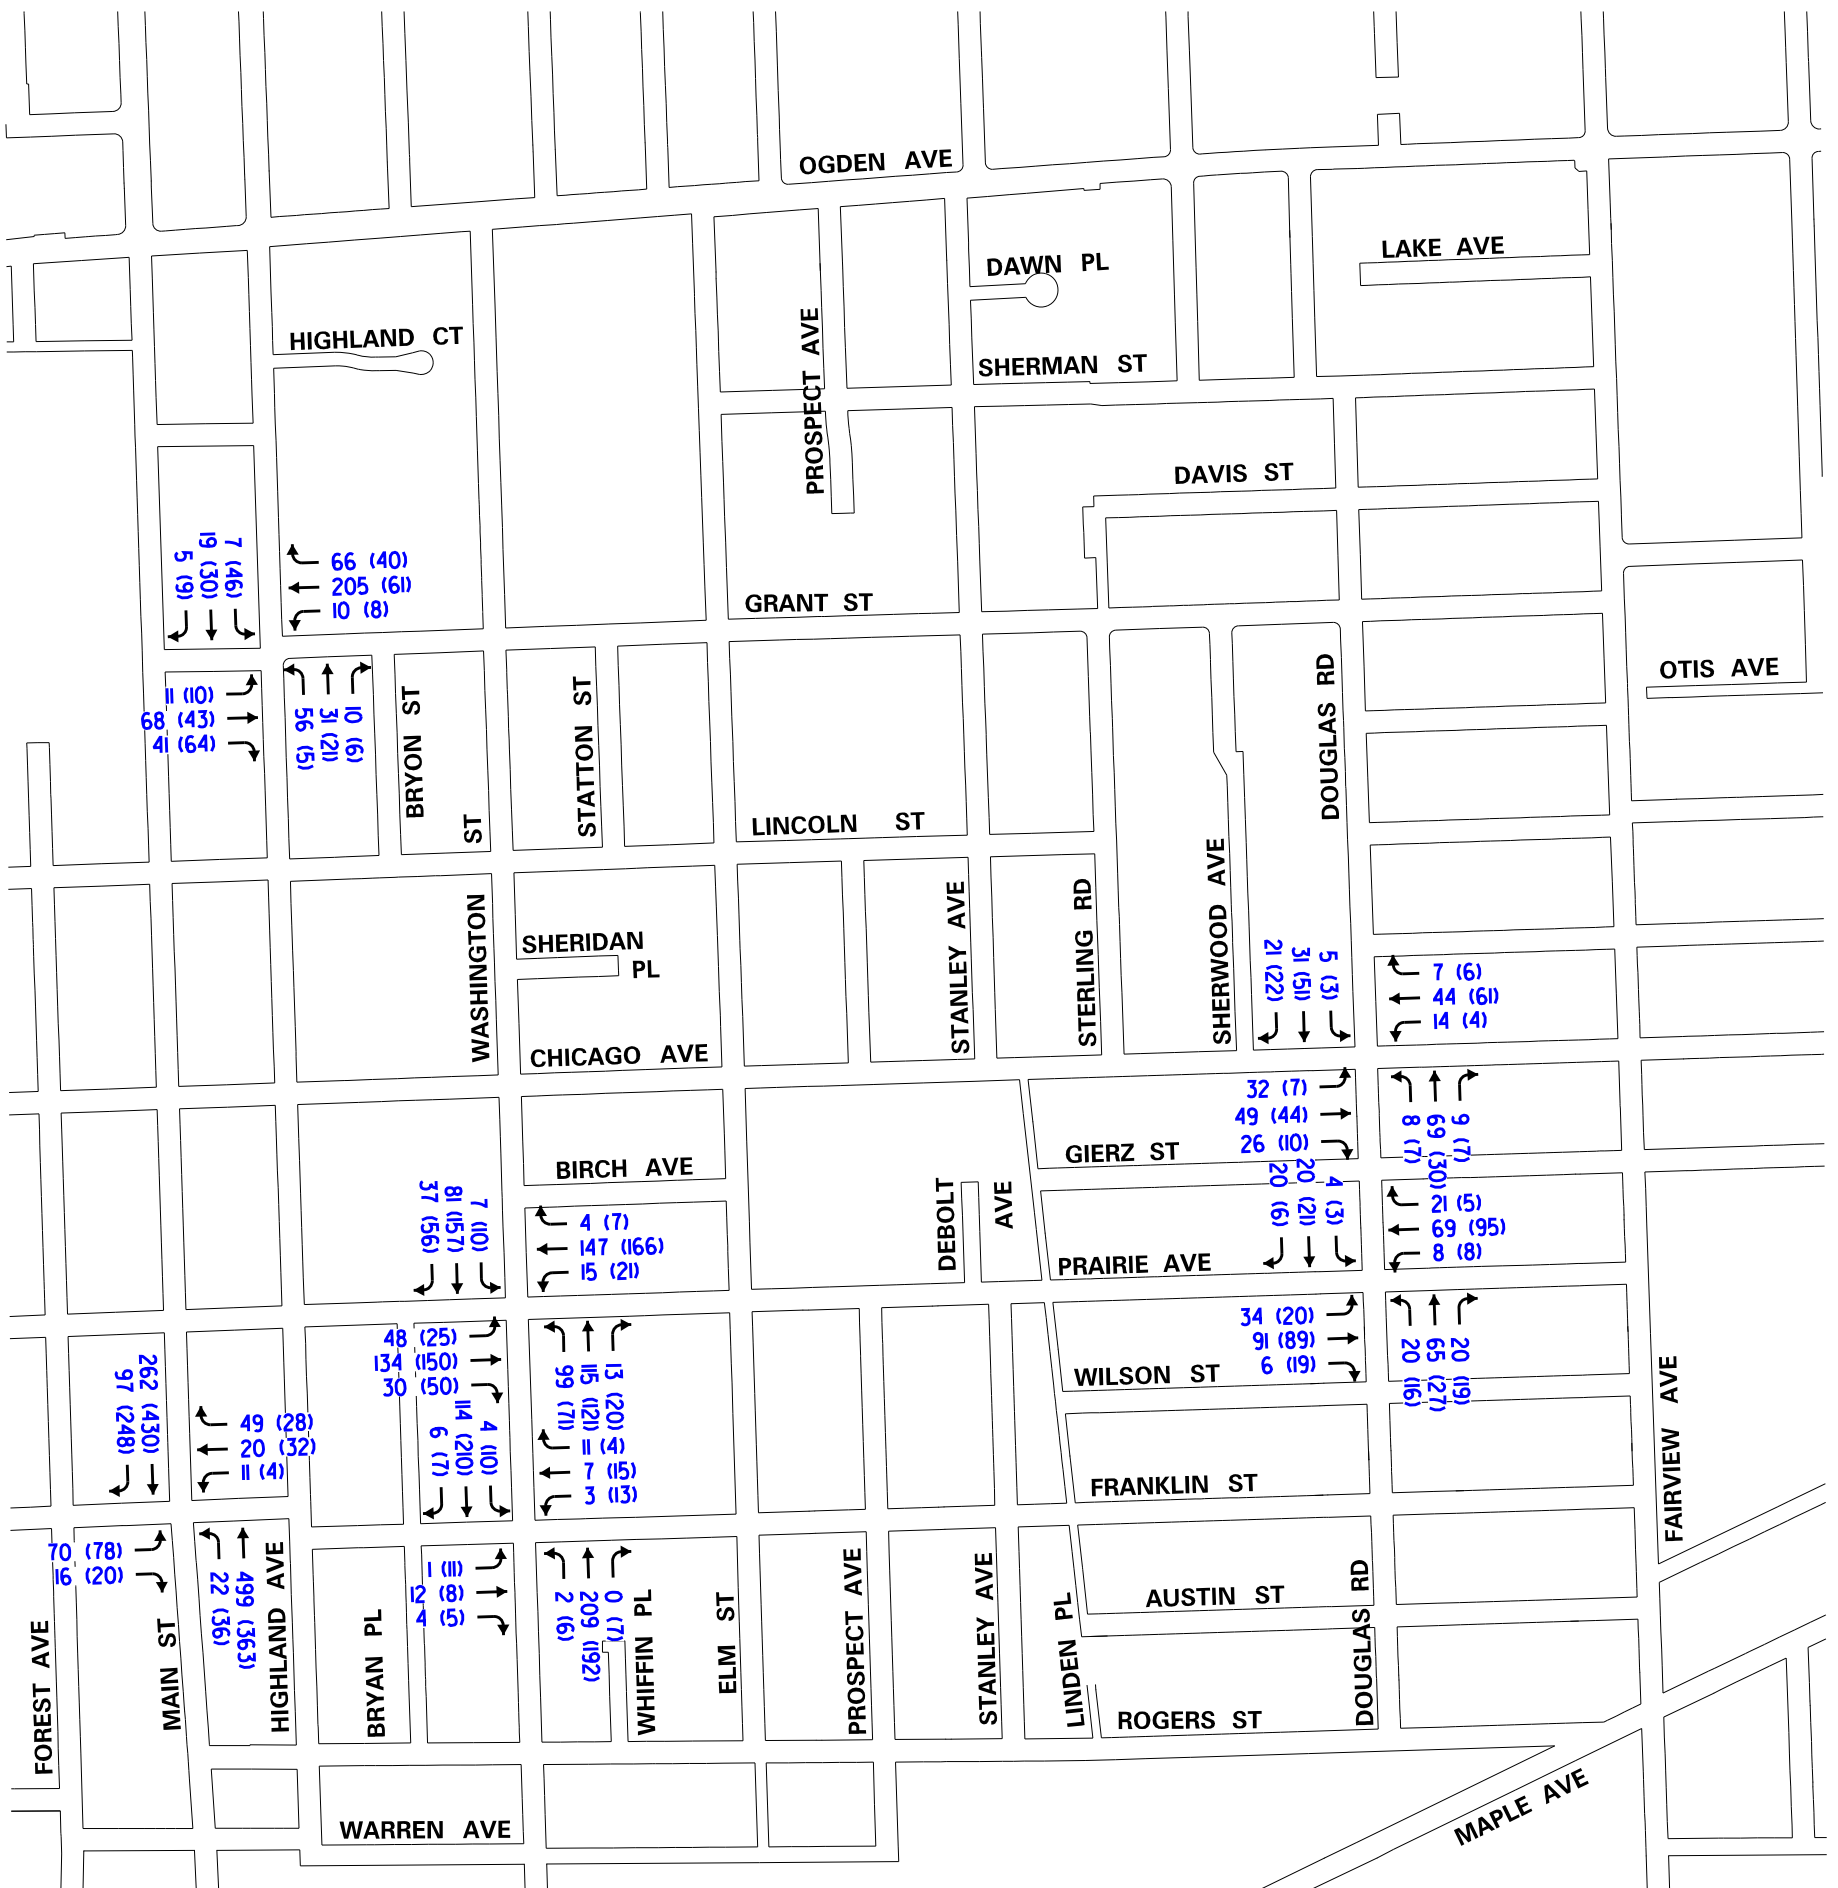 OGDEN AVE
LAKE AVE
DAWN PL
HIGHLAND CT
SHERMAN ST
PROSPECT AVE
DAVIS ST
5 (9)
19 (30)
7 (46)
66 (40)
205 (61)
10 (8)
GRANT ST
11 (10)
68 (43)
41 (64)
56 (5)
31 (21)
10 (6)
BRYON ST
STATTON ST
DOUGLAS RD
OTIS AVE
LINCOLN ST
WASHINGTON ST
STANLEY AVE
STERLING RD
SHERWOOD AVE
SHERIDAN
PL
21 (22)
31 (51)
5 (3)
7 (6)
44 (61)
14 (4)
CHICAGO AVE
32 (7)
49 (44)
26 (10)
8 (7)
69 (30)
9 (7)
GIERZ ST
BIRCH AVE
37 (56)
81 (157)
7 (10)
4 (7)
147 (166)
15 (21)
DEBOLT AVE
20 (6)
20 (21)
4 (3)
21 (5)
69 (95)
8 (8)
PRAIRIE AVE
48 (25)
134 (150)
30 (50)
99 (71)
115 (121)
13 (20)
34 (20)
91 (89)
6 (19)
20 (16)
65 (27)
20 (19)
WILSON ST
97 (248)
262 (430)
49 (28)
20 (32)
11 (4)
6 (7)
114 (210)
4 (10)
11 (4)
7 (15)
3 (13)
FAIRVIEW AVE
FRANKLIN ST
70 (78)
16 (20)
22 (36)
499 (363)
1 (11)
12 (8)
4 (5)
2 (6)
209 (192)
0 (7)
AUSTIN ST
FOREST AVE
MAIN ST
HIGHLAND AVE
BRYAN PL
WHIFFIN PL
ELM ST
PROSPECT AVE
STANLEY AVE
LINDEN PL
DOUGLAS RD
ROGERS ST
MAPLE AVE
WARREN AVE